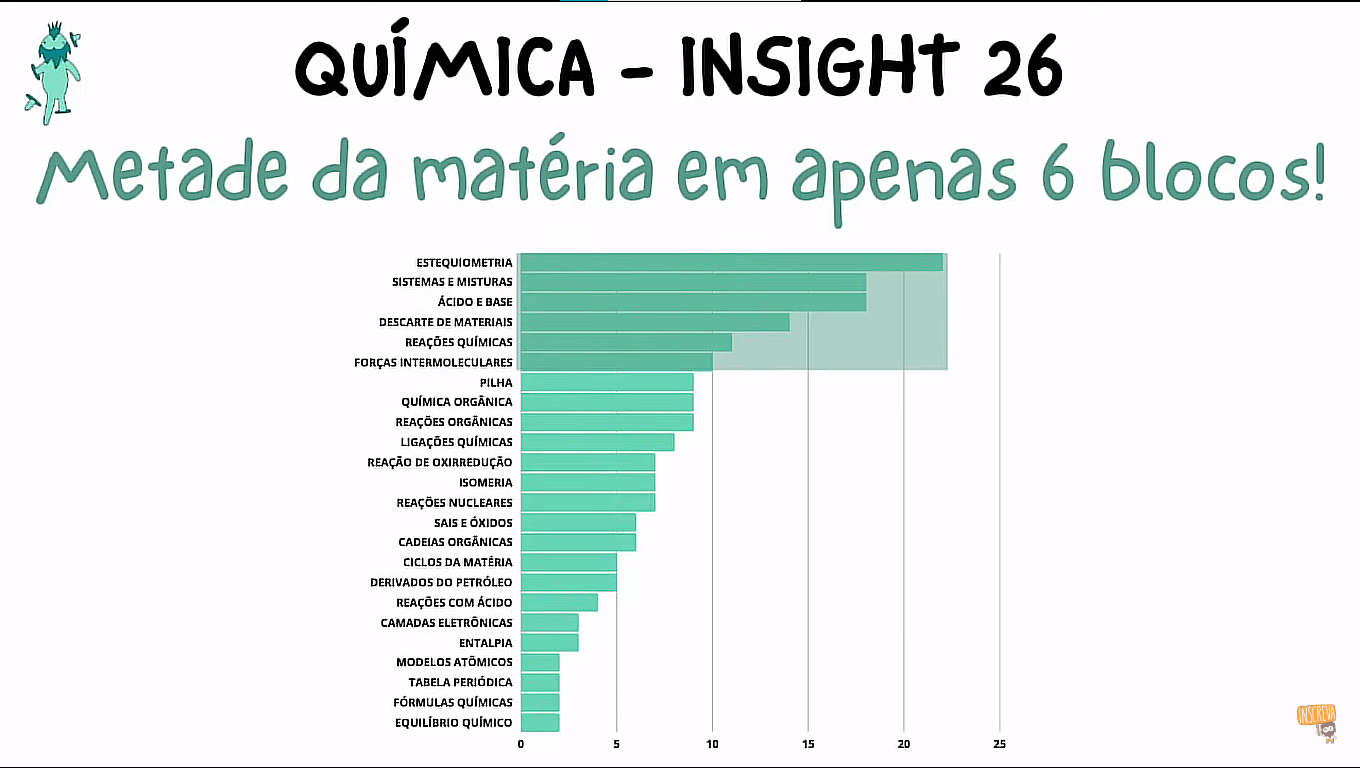 QUÍMICA - INSIGHT 26
Metade da matéria em apenas 6 blocos!
ESTEQUIOMETRIA
SISTEMAS E MISTURAS
ÁCIDO E BASE
DESCARTE DE MATERIAIS
REAÇÕES QUÍMICAS
FORÇAS INTERMOLECULARES
PILHA
QUÍMICA ORGÂNICA
REAÇÕES ORGÂNICAS
LIGAÇÕES QUÍMICAS
REAÇÃO DE OXIRREDUÇÃO
ISOMERIA
REAÇÕES NUCLEARES
SAIS E ÓXIDOS
CADEIAS ORGÂNICAS
CICLOS DA MATÉRIA
DERIVADOS DO PETRÓLEO
REAÇÕES COM ÁCIDO
CAMADAS ELETRÔNICAS
ENTALPIA
MODELOS ATÔMICOS
TABELA PERIÓDICA
FÓRMULAS QUÍMICAS
EQUILÍBRIO QUÍMICO
0 5 10 15 20 25
INSCREVA